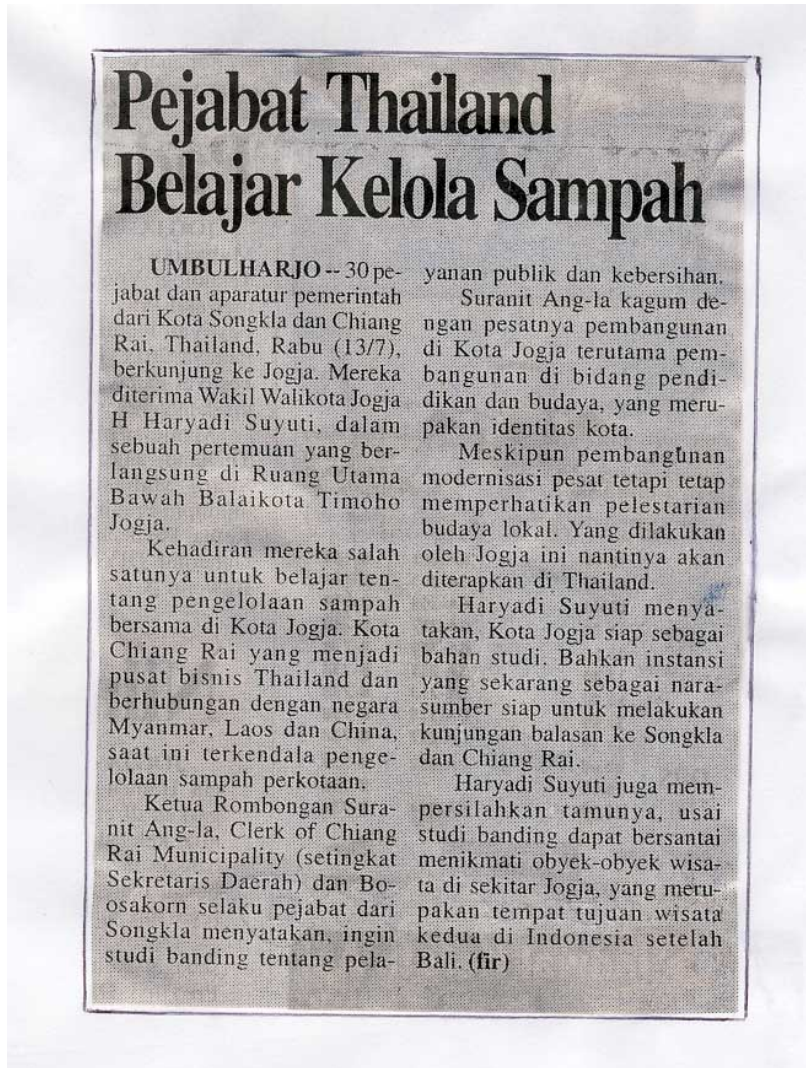 Pejabat Thailand
Belajar Kelola Sampah
UMBULHARJO -- 30 pe-
jabat dan aparatur pemerintah
dari Kota Songkla dan Chiang
Rai, Thailand, Rabu (13/7),
berkunjung ke Jogja. Mereka
diterima Wakil Walikota Jogja
H Haryadi Suyuti, dalam
sebuah pertemuan yang ber-
langsung di Ruang Utama
Bawah Balaikota Timoho
Jogja.
Kehadiran mereka salah
satunya untuk belajar ten-
tang pengelolaan sampah
bersama di Kota Jogja. Kota
Chiang Rai yang menjadi
pusat bisnis Thailand dan
berhubungan dengan negara
Myanmar, Laos dan China,
saat ini terkendala penge-
lolaan sampah perkotaan.
Ketua Rombongan Sura-
nit Ang-la, Clerk of Chiang
Rai Municipality (setingkat
Sekretaris Daerah) dan Bo-
osakorn selaku pejabat dari
Songkla menyatakan, ingin
studi banding tentang pela-
yanan publik dan kebersihan.
Suranit Ang-la kagum de-
ngan pesatnya pembangunan
di Kota Jogja terutama pem-
bangunan di bidang pendi-
dikan dan budaya, yang meru-
pakan identitas kota.
Meskipun pembangunan
modernisasi pesat tetapi tetap
memperhatikan pelestarian
budaya lokal. Yang dilakukan
oleh Jogja ini nantinya akan
diterapkan di Thailand.
Haryadi Suyuti menya-
takan, Kota Jogja siap sebagai
bahan studi. Bahkan instansi
yang sekarang sebagai nara-
sumber siap untuk melakukan
kunjungan balasan ke Songkla
dan Chiang Rai.
Haryadi Suyuti juga mem-
persilahkan tamunya, usai
studi banding dapat bersantai
menikmati obyek-obyek wisa-
ta di sekitar Jogja, yang meru-
pakan tempat tujuan wisata
kedua di Indonesia setelah
Bali. (fir)